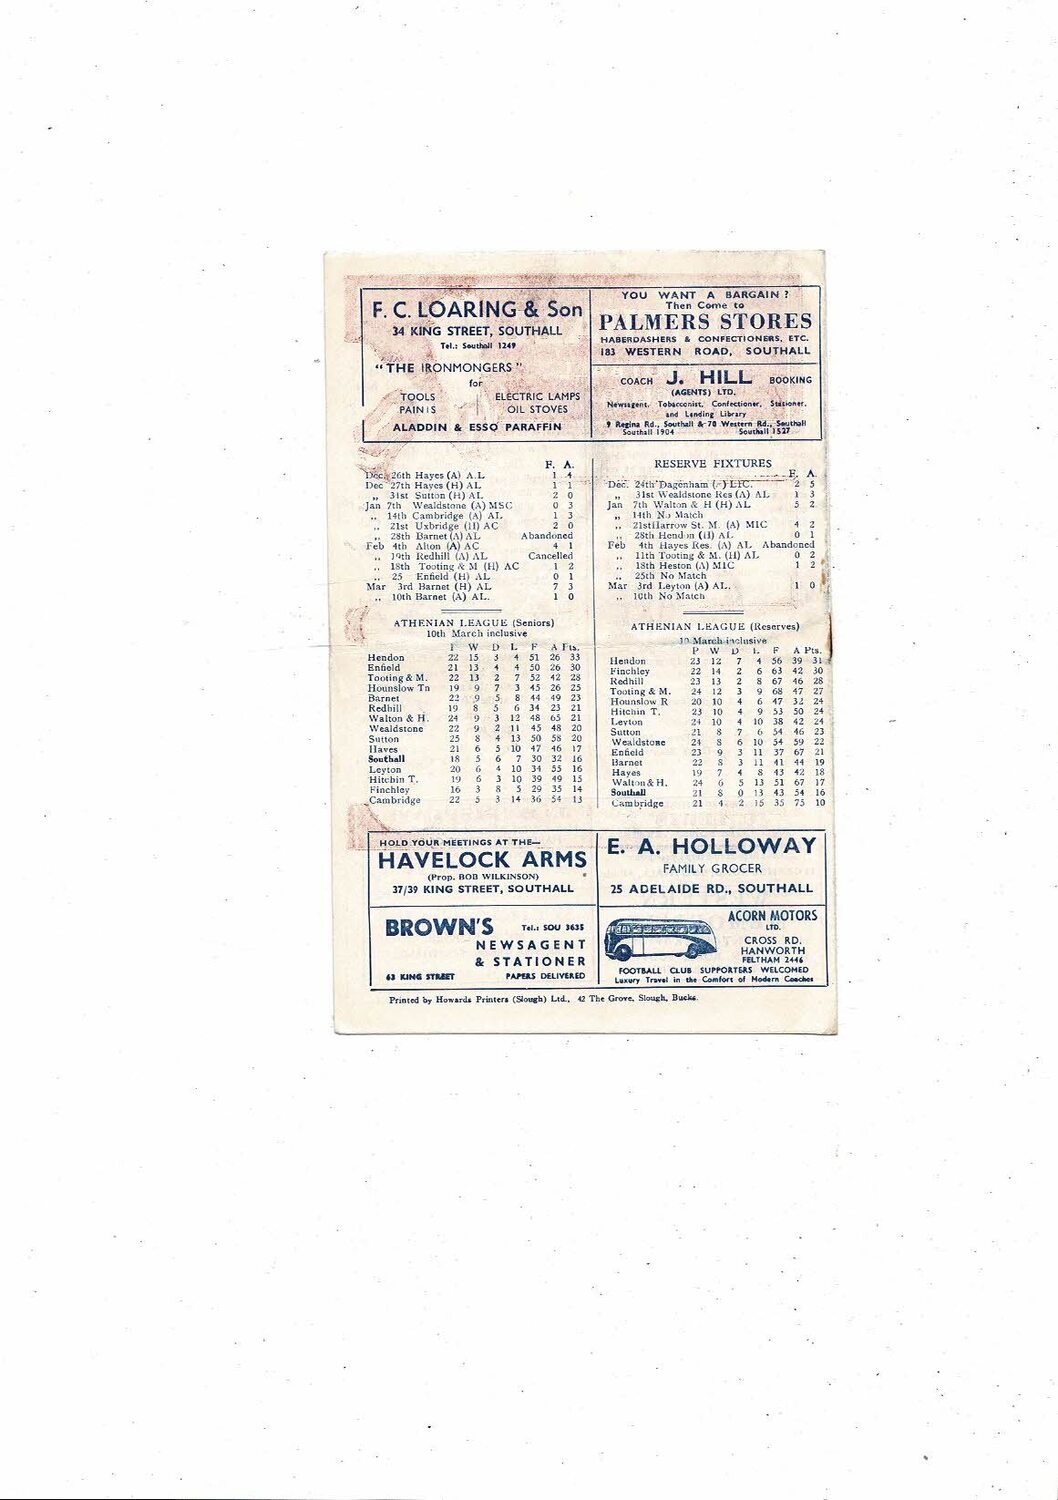 F. C. LOARING & Son
34 KING STREET, SOUTHALL
Tel.: Southall 1249
"THE IRONMONGERS"
for
TOOLS ELECTRIC LAMPS
PAINTS OIL STOVES
ALADDIN & ESSO PARAFFIN
YOU WANT A BARGAIN ?
Then Come to
PALMERS STORES
HABERDASHERS & CONFECTIONERS, ETC.
183 WESTERN ROAD, SOUTHALL
COACH J. HILL BOOKING
(AGENTS) LTD.
Newsagent, Tobacconist, Confectioner, Stationer,
and Lending Library
9 Regina Rd., Southall & 70 Western Rd., Southall
Southall 1904 Southall 1527
F. A.
Dec. 26th Hayes (A) A.L 1 4
Dec 27th Hayes (H) AL 1 1
„ 31st Sutton (H) AL 2 0
Jan 7th Wealdstone (A) MSC 0 3
„ 14th Cambridge (A) AL 1 3
„ 21st Uxbridge (H) AC 2 0
„ 28th Barnet (A) AL Abandoned
Feb 4th Alton (A) AC 4 1
„ Redhill (A) AL Cancelled
„ 18th Tooting & M (H) AC 1 2
„ 25 Enfield (H) AL 0 1
Mar 3rd Barnet (H) AL 7 3
„ 10th Barnet (A) AL. 1 0
ATHENIAN LEAGUE (Seniors)
10th March inclusive
P W D L F A Pts.
Hendon 22 15 3 4 51 26 33
Enfield 21 13 4 4 50 26 30
Tooting & M. 22 13 2 7 52 42 28
Hounslow Tn 19 9 7 3 45 26 25
Barnet 22 9 5 8 44 49 23
Redhill 19 8 5 6 34 23 21
Walton & H. 24 9 3 12 48 65 21
Wealdstone 22 9 2 11 45 48 20
Sutton 25 8 4 13 50 58 20
Hayes 21 6 5 10 47 46 17
Southall 18 5 6 7 30 32 16
Leyton 20 6 4 10 34 55 16
Hitchin T. 19 6 3 10 39 49 15
Finchley 16 3 8 5 29 35 14
Cambridge 22 5 3 14 36 54 13
RESERVE FIXTURES
F. A.
Dec. 24th Dagenham 2 5
„ 31st Wealdstone Res (A) AL 1 3
Jan 7th Walton & H (H) AL 5 2
„ 14th No Match
„ 21st Harrow St. M. (A) MIC 4 2
„ 28th Hendon (H) AL 0 1
Feb 4th Hayes Res. (A) AL Abandoned
„ 11th Tooting & M. (H) AL 0 2
„ 18th Heston (A) MIC 1 2
„ 25th No Match
Mar 3rd Leyton (A) AL. 1 0
„ 10th No Match
ATHENIAN LEAGUE (Reserves)
10 March inclusive
P W D L F A Pts.
Hendon 23 12 7 4 56 39 31
Finchley 22 14 2 6 63 42 30
Redhill 23 13 2 8 67 46 28
Tooting & M. 24 12 3 9 68 47 27
Hounslow R 20 10 4 6 47 32 24
Hitchin T. 23 10 4 9 53 50 24
Leyton 24 10 4 10 38 42 24
Sutton 21 8 7 6 54 46 23
Wealdstone 24 8 6 10 54 59 22
Enfield 23 9 3 11 37 67 21
Barnet 22 8 3 11 41 44 19
Hayes 19 7 4 8 43 42 18
Walton & H. 24 6 5 13 51 67 17
Southall 21 8 0 13 43 54 16
Cambridge 21 4 2 15 35 75 10
HOLD YOUR MEETINGS AT THE—
HAVELOCK ARMS
(Prop. BOB WILKINSON)
37/39 KING STREET, SOUTHALL
E. A. HOLLOWAY
FAMILY GROCER
25 ADELAIDE RD., SOUTHALL
BROWN'S Tel.: SOU 3635
NEWSAGENT
& STATIONER
63 KING STREET PAPERS DELIVERED
ACORN MOTORS
LTD.
CROSS RD.
HANWORTH
FELTHAM 2446
FOOTBALL CLUB SUPPORTERS WELCOMED
Luxury Travel in the Comfort of Modern Coaches
Printed by Howards Printers (Slough) Ltd., 42 The Grove, Slough, Bucks.